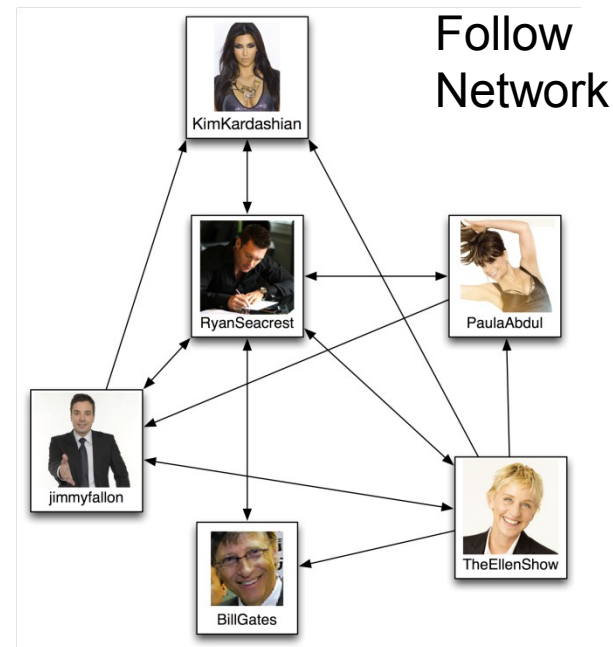 Follow
Network
KimKardashian
RyanSeacrest
PaulaAbdul
jimmyfallon
TheEllenShow
BillGates